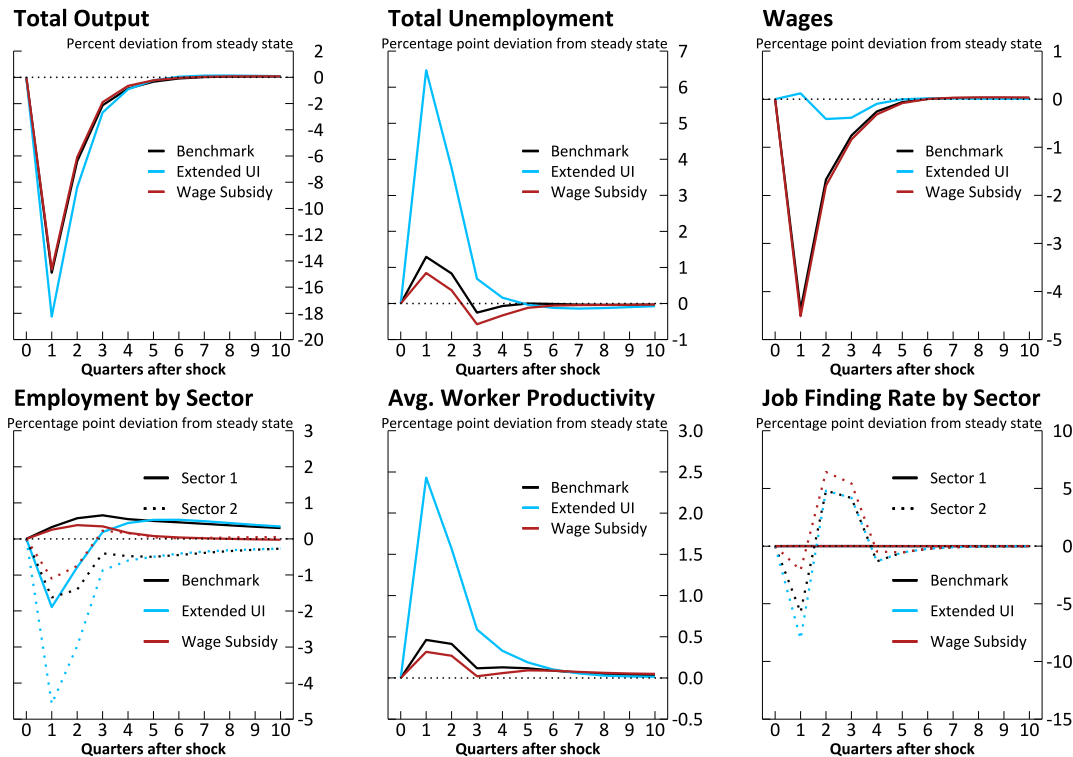 Total Output
Percent deviation from steady state
2
0
-2
-4
-6
-8
-10
-12
-14
-16
-18
-20
Benchmark
Extended UI
Wage Subsidy
0 1 2 3 4 5 6 7 8 9 10
Quarters after shock
Total Unemployment
Percentage point deviation from steady state
7
6
5
4
3
2
1
0
-1
Benchmark
Extended UI
Wage Subsidy
0 1 2 3 4 5 6 7 8 9 10
Quarters after shock
Wages
Percentage point deviation from steady state
1
0
-1
-2
-3
-4
-5
Benchmark
Extended UI
Wage Subsidy
0 1 2 3 4 5 6 7 8 9 10
Quarters after shock
Employment by Sector
Percentage point deviation from steady state
3
2
1
0
-1
-2
-3
-4
-5
Sector 1
Sector 2
Benchmark
Extended UI
Wage Subsidy
0 1 2 3 4 5 6 7 8 9 10
Quarters after shock
Avg. Worker Productivity
Percentage point deviation from steady state
3.0
2.5
2.0
1.5
1.0
0.5
0.0
-0.5
Benchmark
Extended UI
Wage Subsidy
0 1 2 3 4 5 6 7 8 9 10
Quarters after shock
Job Finding Rate by Sector
Percentage point deviation from steady state
10
5
0
-5
-10
-15
Sector 1
Sector 2
Benchmark
Extended UI
Wage Subsidy
0 1 2 3 4 5 6 7 8 9 10
Quarters after shock